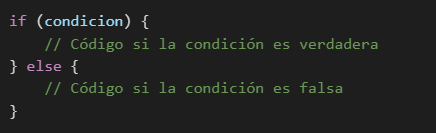 if (condicion) {
    // Código si la condición es verdadera
} else {
    // Código si la condición es falsa
}